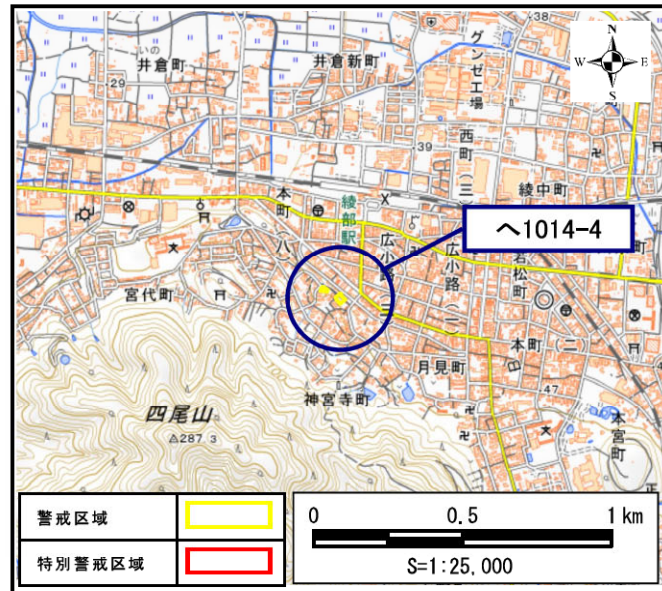 井倉町
いの
井倉新町
グンゼ工場
38
29
39
N
W
E
S
西町(三)
綾中町
本町(八)
綾部駅
広小路(三)
広小路(一)
若松町
へ1014-4
宮代町
本町(二)
月見町
47
神宮寺町
四尾山
287.3
本宮町
警戒区域
特別警戒区域
0
0.5
1km
S=1:25,000